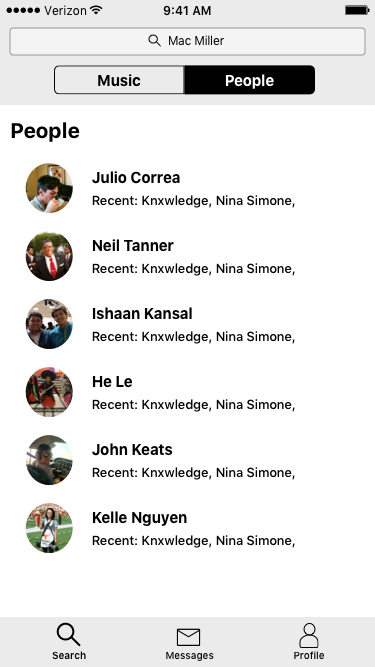 Verizon 9:41 AM
Mac Miller
Music People
People
Julio Correa
Recent: Knxwledge, Nina Simone,
Neil Tanner
Recent: Knxwledge, Nina Simone,
Ishaan Kansal
Recent: Knxwledge, Nina Simone,
He Le
Recent: Knxwledge, Nina Simone,
John Keats
Recent: Knxwledge, Nina Simone,
Kelle Nguyen
Recent: Knxwledge, Nina Simone,
Search Messages Profile